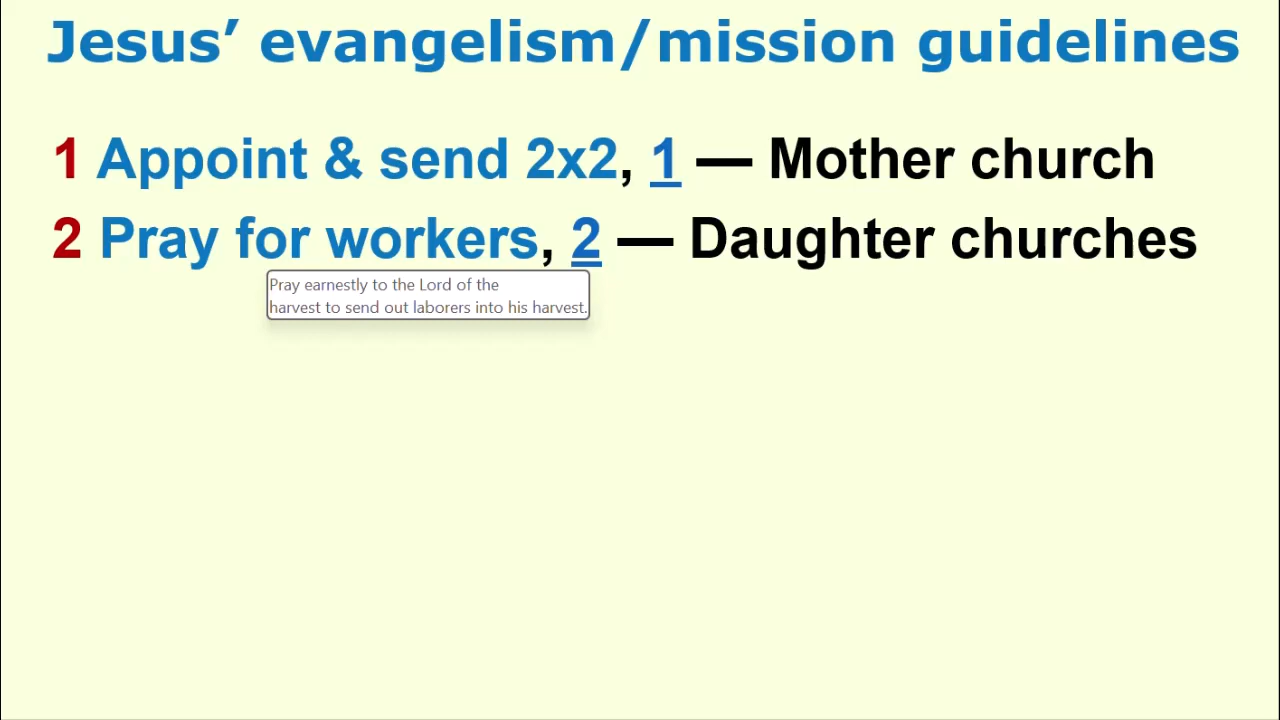 Jesus’ evangelism/mission guidelines
1 Appoint & send 2x2, 1 — Mother church
2 Pray for workers, 2 — Daughter churches
Pray earnestly to the Lord of the
harvest to send out laborers into his harvest.